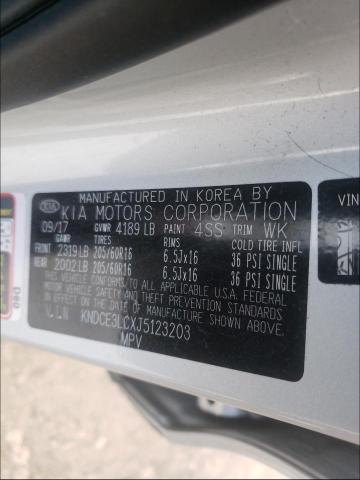 MANUFACTURED IN KOREA BY
KIA KIA MOTORS CORPORATION
09/17 GVWR 4189 LB PAINT 4SS TRIM WK
GAWR TIRES RIMS COLD TIRE INFL
FRONT 2319 LB 205/60R16 6.5Jx16 36 PSI SINGLE
REAR 2002 LB 205/60R16 6.5Jx16 36 PSI SINGLE
THIS VEHICLE CONFORMS TO ALL APPLICABLE U.S. FEDERAL
MOTOR VEHICLE SAFETY AND THEFT PREVENTION STANDARDS
IN EFFECT ON THE DATE OF MANUFACTURE SHOWN ABOVE
V.I.N KNDCE3LCXJ5123203
MPV
D80
VIN